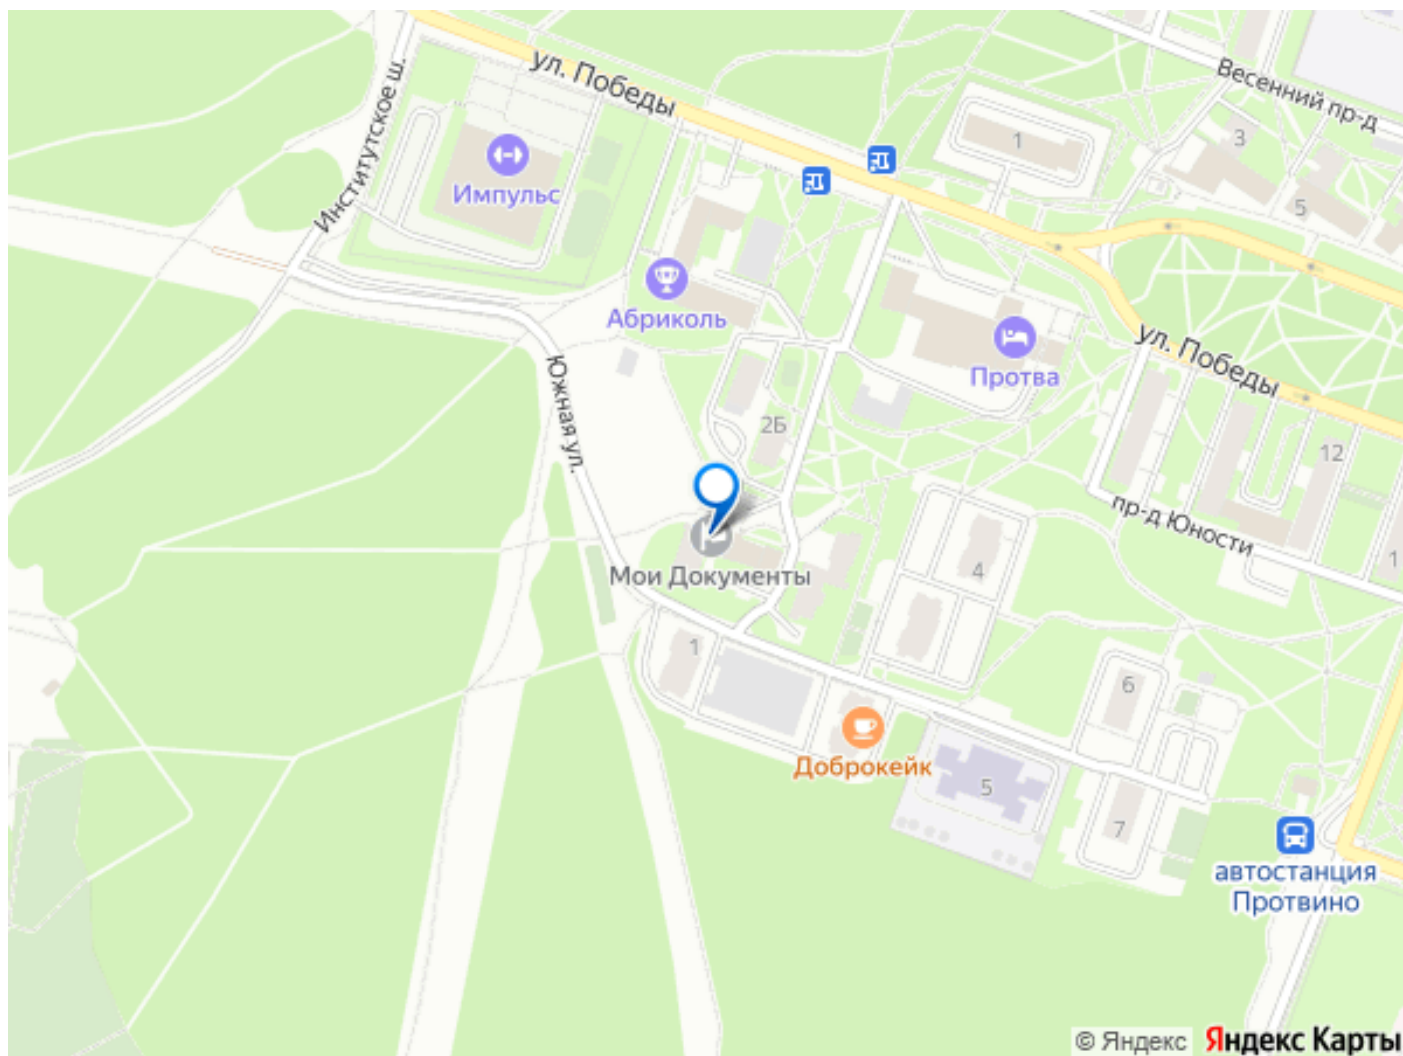 ул. Победы
Весенний пр-д
Институтское ш.
1
3
5
Импульс
Абриколь
Протва
ул. Победы
Южная ул.
2Б
12
пр-д Юности
1
4
Мои Документы
1
6
Доброкейк
5
7
автостанция
Протвино
© Яндекс Яндекс Карты